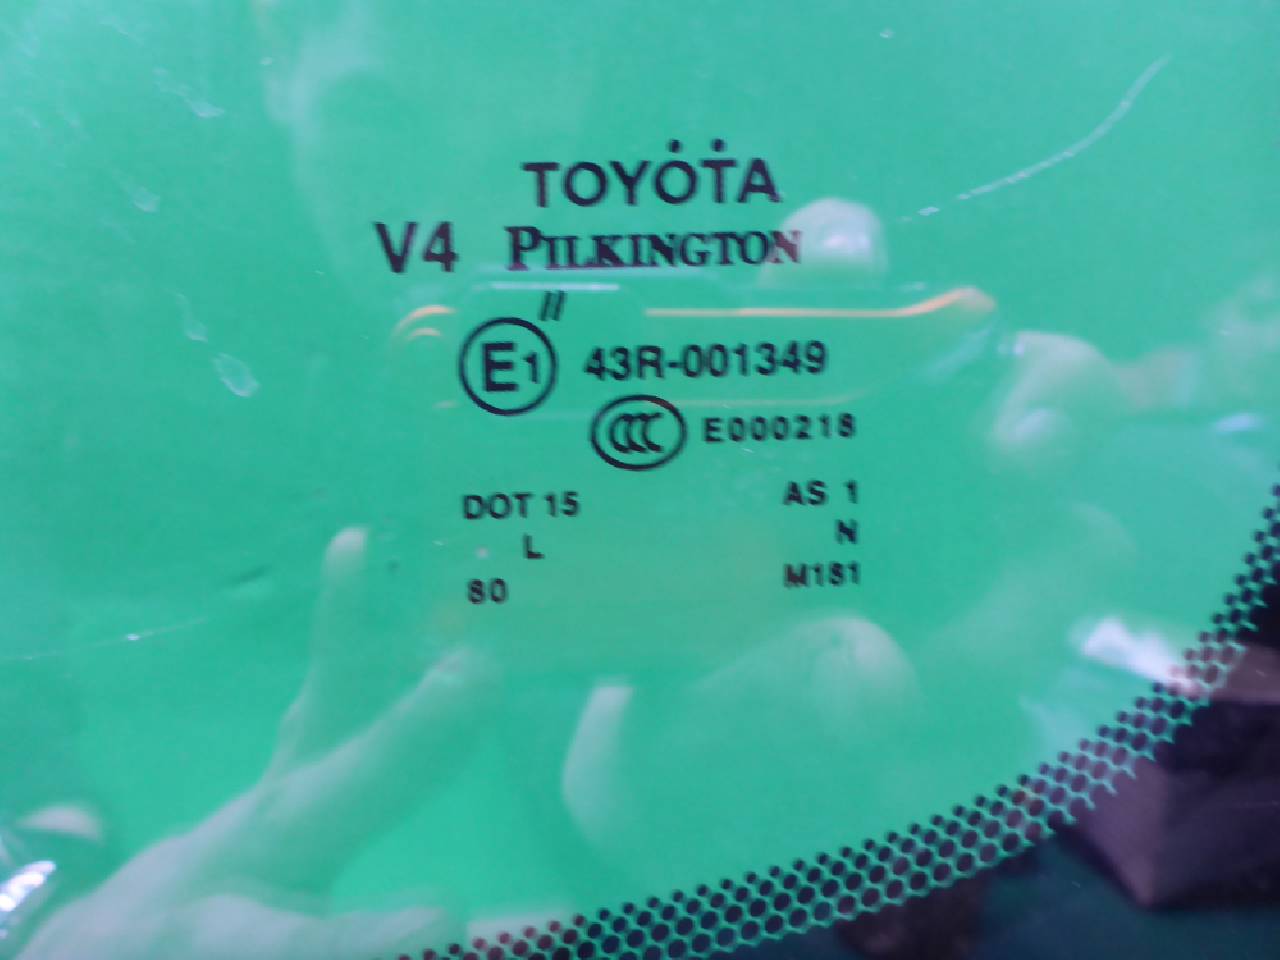 TOYOTA
V4 PILKINGTON
//
E1 43R-001349
CCC E000218
DOT 15 AS 1
L N
80 M181